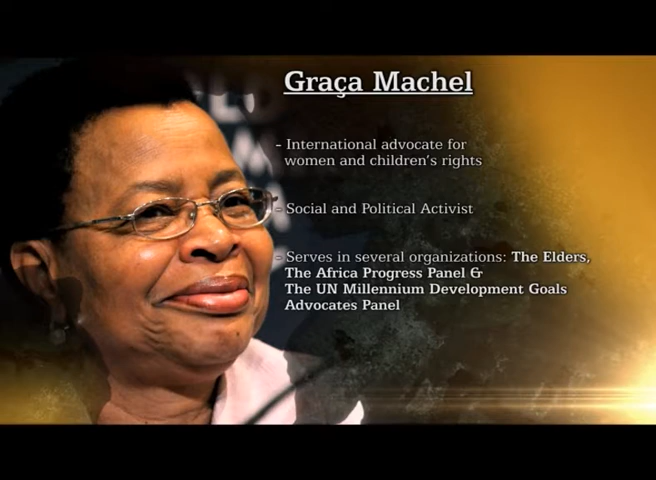 Graça Machel
- International advocate for
women and children's rights
- Social and Political Activist
- Serves in several organizations: The Elders,
The Africa Progress Panel &
The UN Millennium Development Goals
Advocates Panel